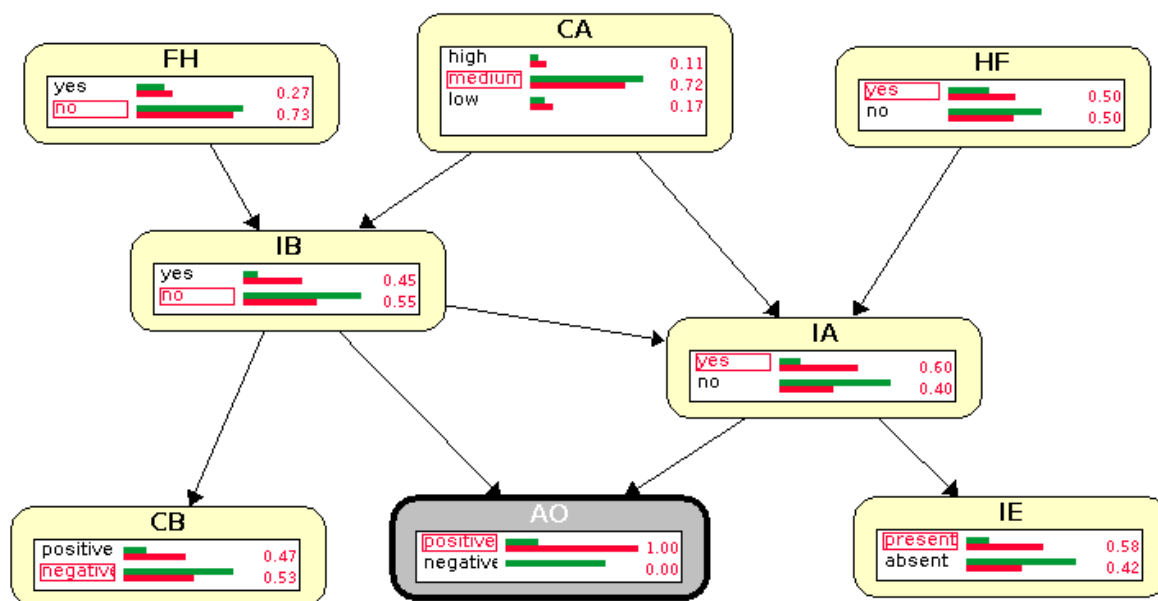 FH
yes 0.27
no 0.73
CA
high 0.11
medium 0.72
low 0.17
HF
yes 0.50
no 0.50
IB
yes 0.45
no 0.55
IA
yes 0.60
no 0.40
CB
positive 0.47
negative 0.53
AO
positive 1.00
negative 0.00
IE
present 0.58
absent 0.42